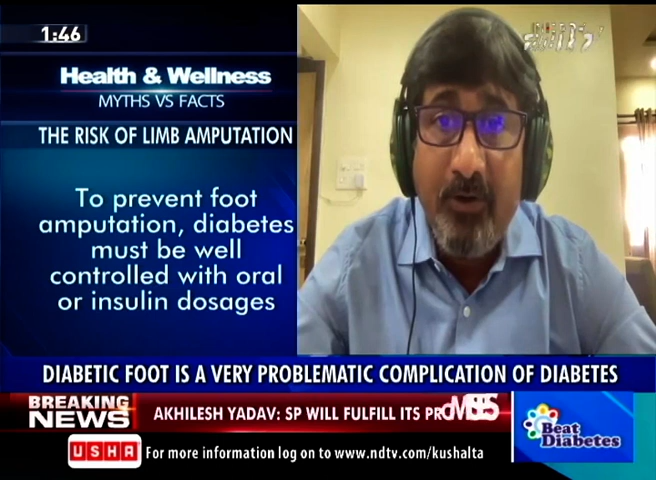 1:46
Health & Wellness
MYTHS VS FACTS
THE RISK OF LIMB AMPUTATION
To prevent foot
amputation, diabetes
must be well
controlled with oral
or insulin dosages
DIABETIC FOOT IS A VERY PROBLEMATIC COMPLICATION OF DIABETES
BREAKING
NEWS
AKHILESH YADAV: SP WILL FULFILL ITS
Beat
Diabetes
USHA
For more information log on to www.ndtv.com/kushalta